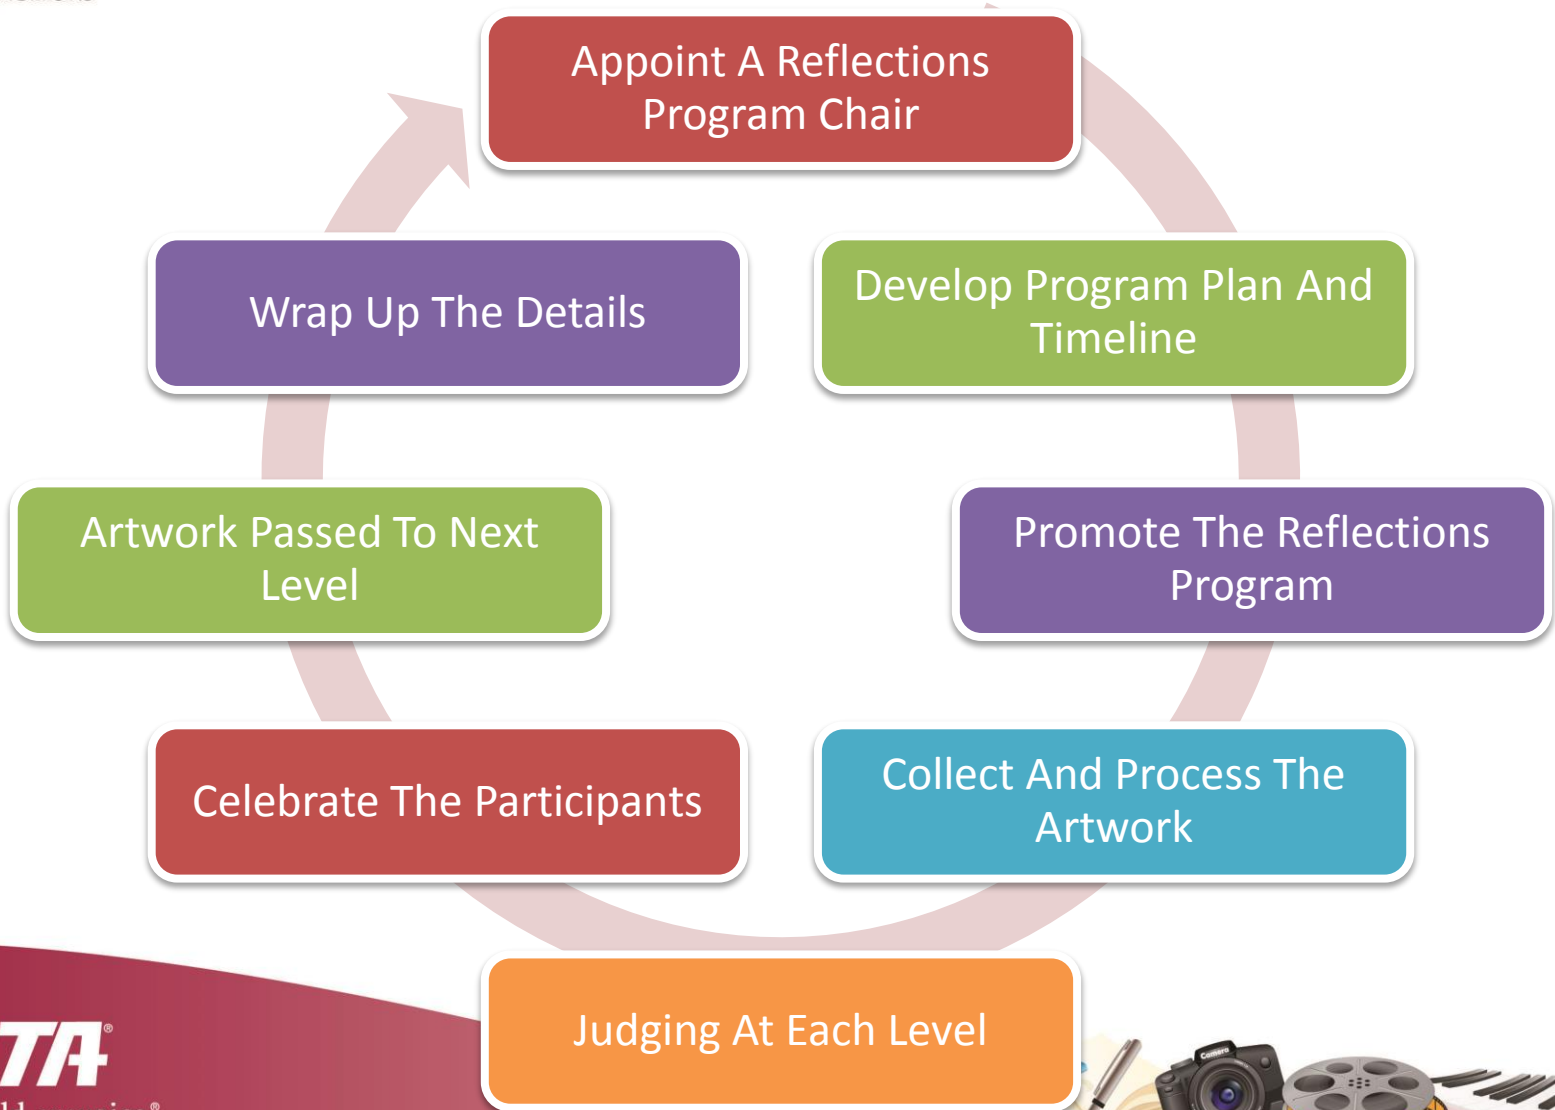 Appoint A Reflections
Program Chair
Develop Program Plan And
Timeline
Promote The Reflections
Program
Collect And Process The
Artwork
Judging At Each Level
Celebrate The Participants
Artwork Passed To Next
Level
Wrap Up The Details
TA®
Camera